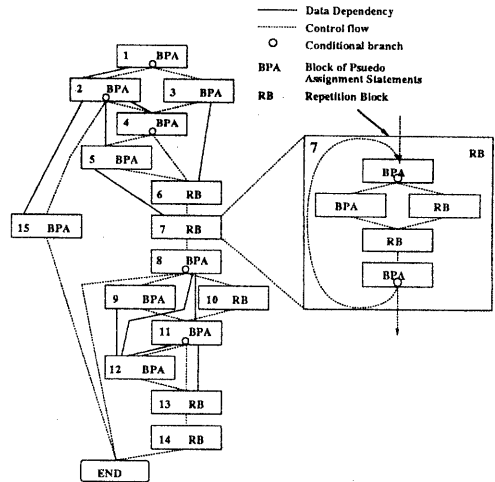 Data Dependency
Control flow
Conditional branch
BPA Block of Psuedo
Assignment Statements
RB Repetition Block
1 BPA
2 BPA
3 BPA
4 BPA
5 BPA
6 RB
7 RB
15 BPA
8 BPA
9 BPA
10 RB
11 BPA
12 BPA
13 RB
14 RB
END
7 RB
BPA
BPA
RB
RB
BPA